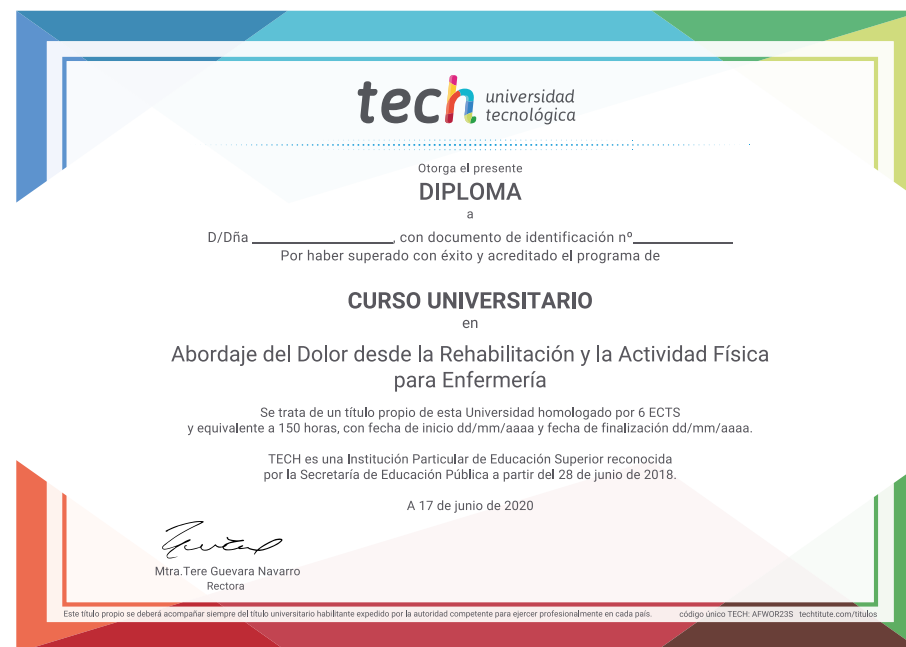 tech universidad
tecnológica
Otorga el presente
DIPLOMA
a
D/Dña ____________________, con documento de identificación nº______________
Por haber superado con éxito y acreditado el programa de
CURSO UNIVERSITARIO
en
Abordaje del Dolor desde la Rehabilitación y la Actividad Física
para Enfermería
Se trata de un título propio de esta Universidad homologado por 6 ECTS
y equivalente a 150 horas, con fecha de inicio dd/mm/aaaa y fecha de finalización dd/mm/aaaa.
TECH es una Institución Particular de Educación Superior reconocida
por la Secretaría de Educación Pública a partir del 28 de junio de 2018.
A 17 de junio de 2020
Mtra.Tere Guevara Navarro
Rectora
Este título propio se deberá acompañar siempre del título universitario habilitante expedido por la autoridad competente para ejercer profesionalmente en cada país. código único TECH: AFWOR23S techtitute.com/titulos